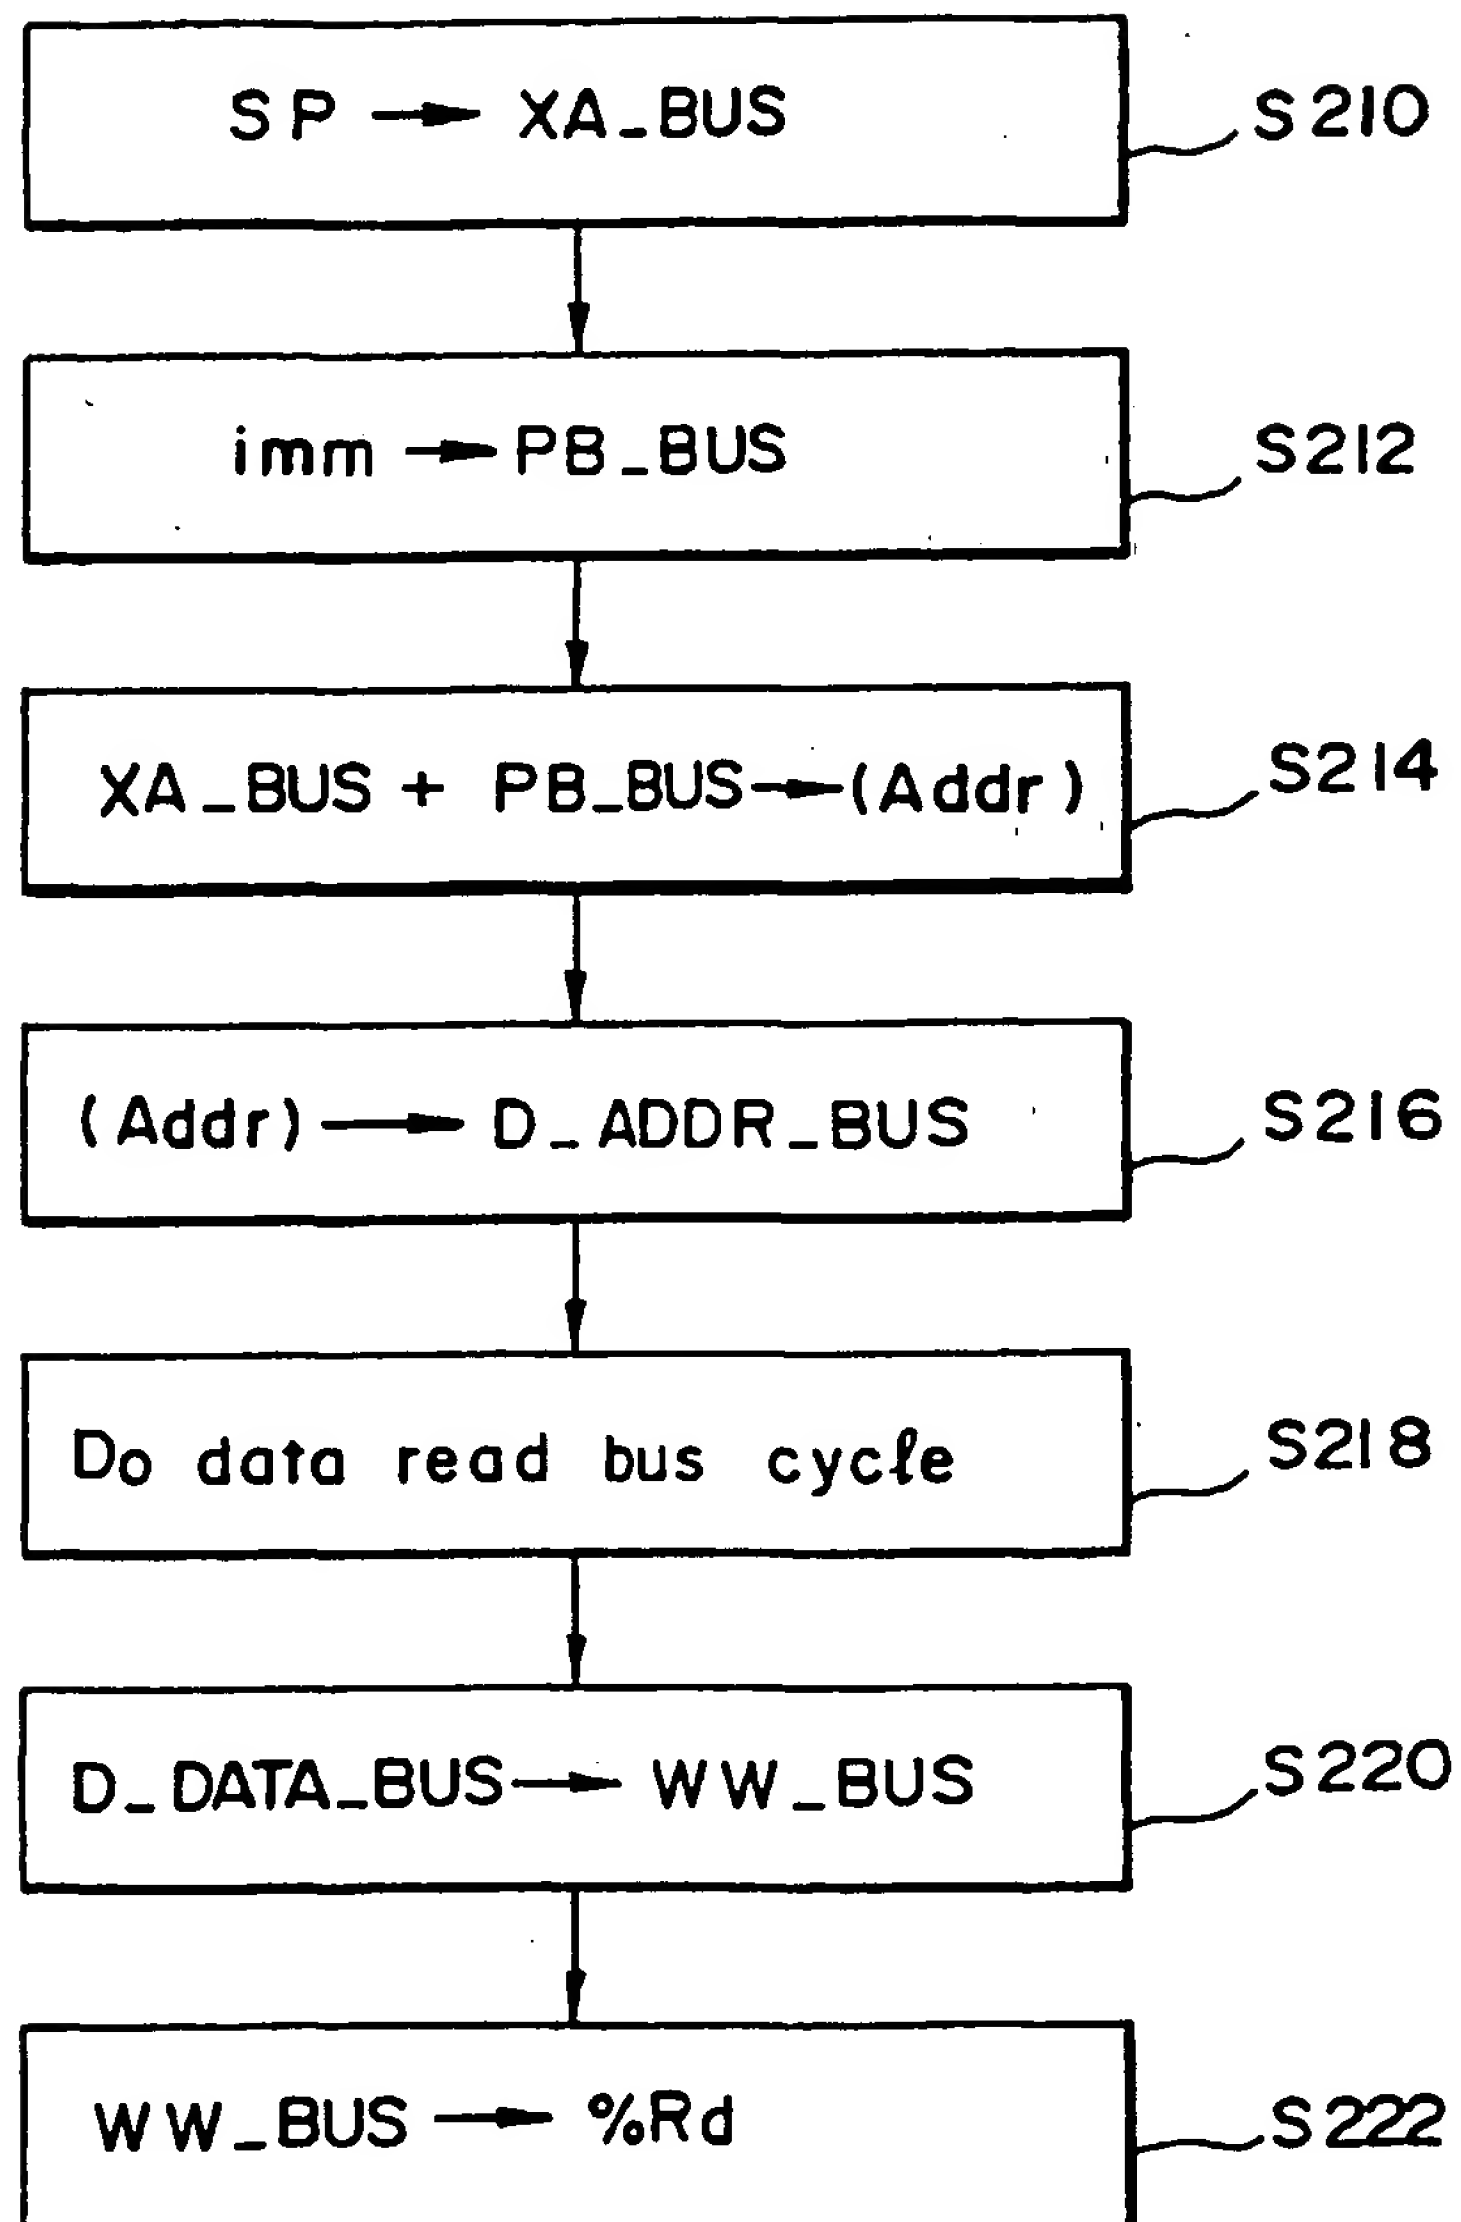 SP → XA_BUS
S210
imm → PB_BUS
S212
XA_BUS + PB_BUS → (Addr)
S214
(Addr) → D_ADDR_BUS
S216
Do data read bus cycle
S218
D_DATA_BUS → WW_BUS
S220
WW_BUS → %Rd
S222